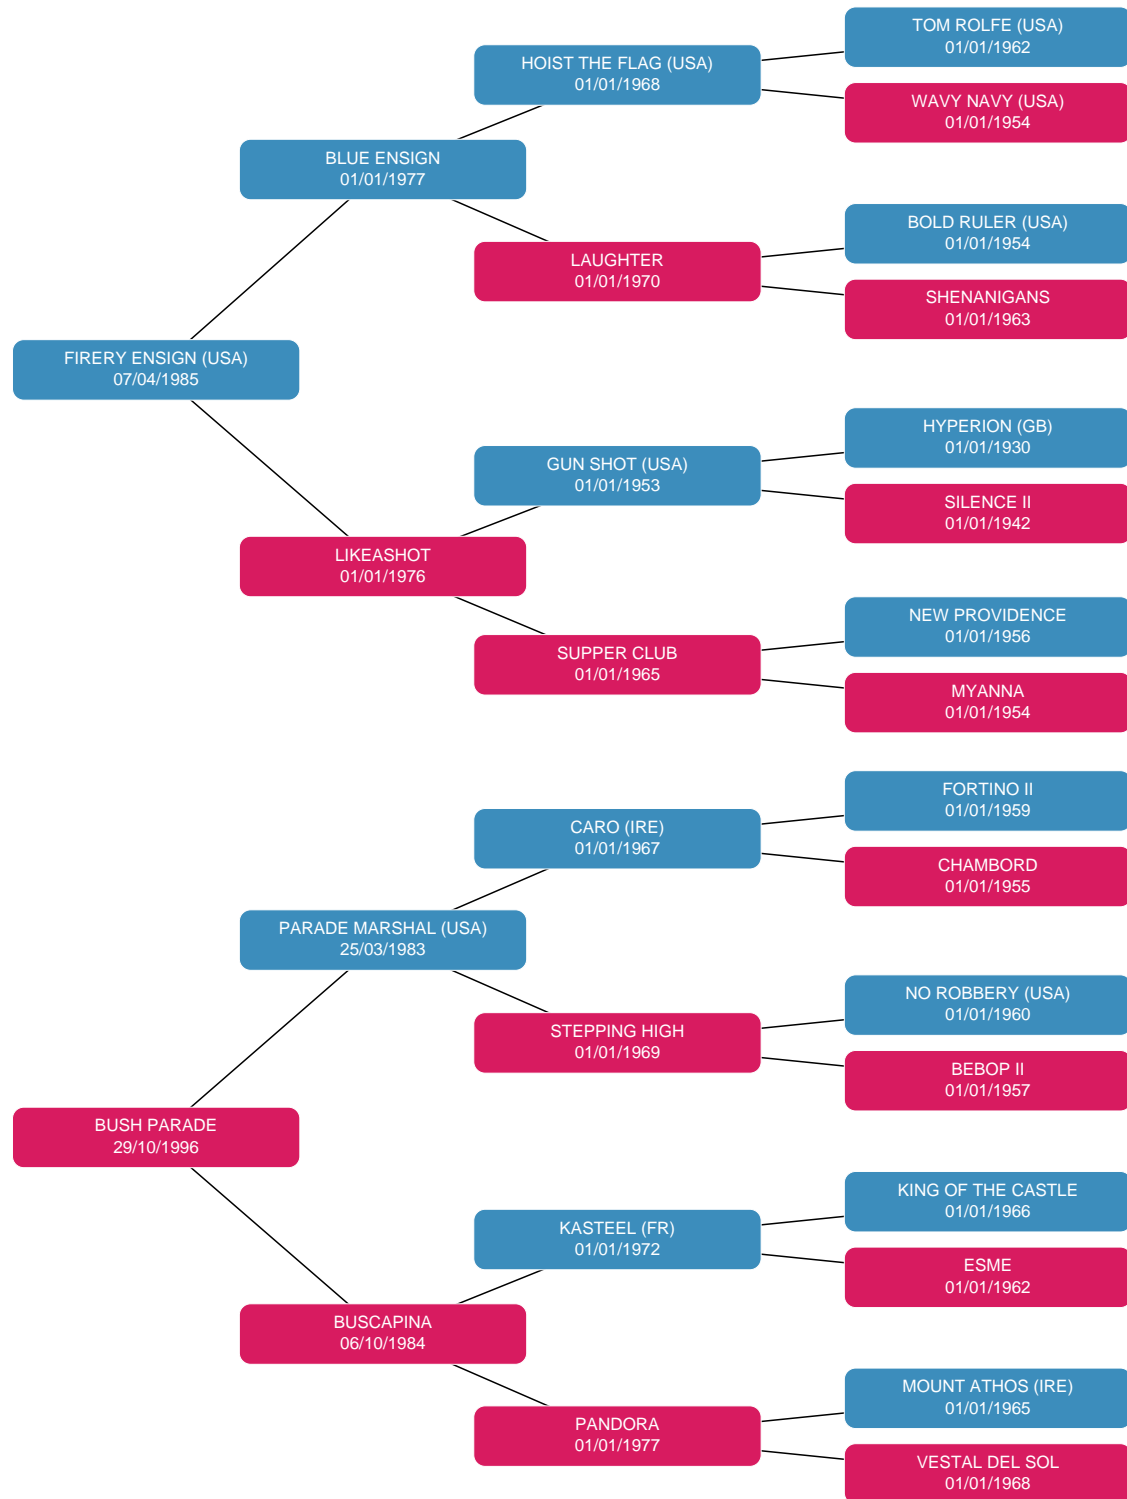 TOM ROLFE (USA)
01/01/1962
HOIST THE FLAG (USA)
01/01/1968
WAVY NAVY (USA)
01/01/1954
BLUE ENSIGN
01/01/1977
BOLD RULER (USA)
01/01/1954
LAUGHTER
01/01/1970
SHENANIGANS
01/01/1963
FIRERY ENSIGN (USA)
07/04/1985
HYPERION (GB)
01/01/1930
GUN SHOT (USA)
01/01/1953
SILENCE II
01/01/1942
LIKEASHOT
01/01/1976
NEW PROVIDENCE
01/01/1956
SUPPER CLUB
01/01/1965
MYANNA
01/01/1954
FORTINO II
01/01/1959
CARO (IRE)
01/01/1967
CHAMBORD
01/01/1955
PARADE MARSHAL (USA)
25/03/1983
NO ROBBERY (USA)
01/01/1960
STEPPING HIGH
01/01/1969
BEBOP II
01/01/1957
BUSH PARADE
29/10/1996
KING OF THE CASTLE
01/01/1966
KASTEEL (FR)
01/01/1972
ESME
01/01/1962
BUSCAPINA
06/10/1984
MOUNT ATHOS (IRE)
01/01/1965
PANDORA
01/01/1977
VESTAL DEL SOL
01/01/1968